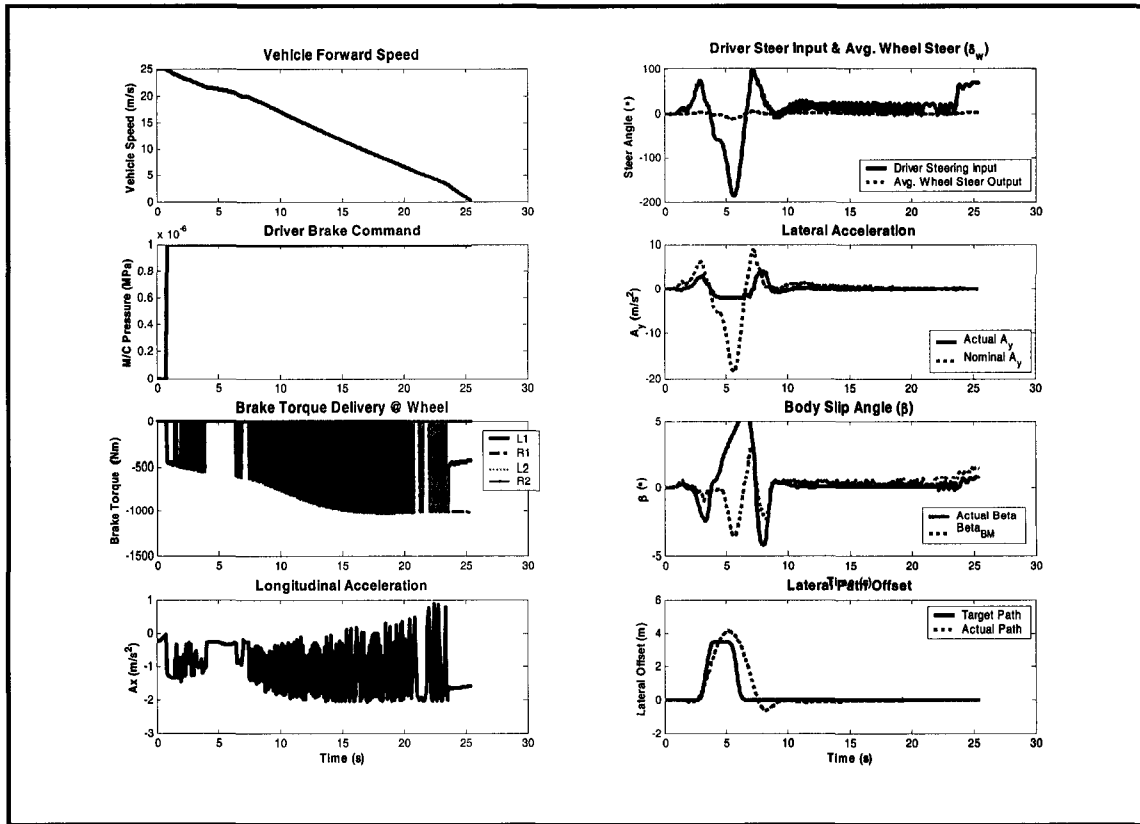 Vehicle Forward Speed
25
20
15
10
5
0
Vehicle Speed (m/s)
0 5 10 15 20 25 30
x 10⁻⁶
Driver Brake Command
1
0.8
0.6
0.4
0.2
0
M/C Pressure (MPa)
0 5 10 15 20 25 30
Brake Torque Delivery @ Wheel
0
-500
-1000
-1500
Brake Torque (Nm)
L1
R1
L2
R2
0 5 10 15 20 25 30
Longitudinal Acceleration
1
0
-1
-2
-3
Ax (m/s²)
0 5 10 15 20 25 30
Time (s)
Driver Steer Input & Avg. Wheel Steer (δ_w)
100
0
-100
-200
Steer Angle (°)
Driver Steering Input
Avg. Wheel Steer Output
0 5 10 15 20 25 30
Lateral Acceleration
10
0
-10
-20
A_y (m/s²)
Actual A_y
Nominal A_y
0 5 10 15 20 25 30
Body Slip Angle (β)
5
0
-5
β (°)
Actual Beta
Beta_BM
0 5 10 15 20 25 30
Time (s)
Lateral Path Offset
6
4
2
0
-2
Lateral Offset (m)
Target Path
Actual Path
0 5 10 15 20 25 30
Time (s)